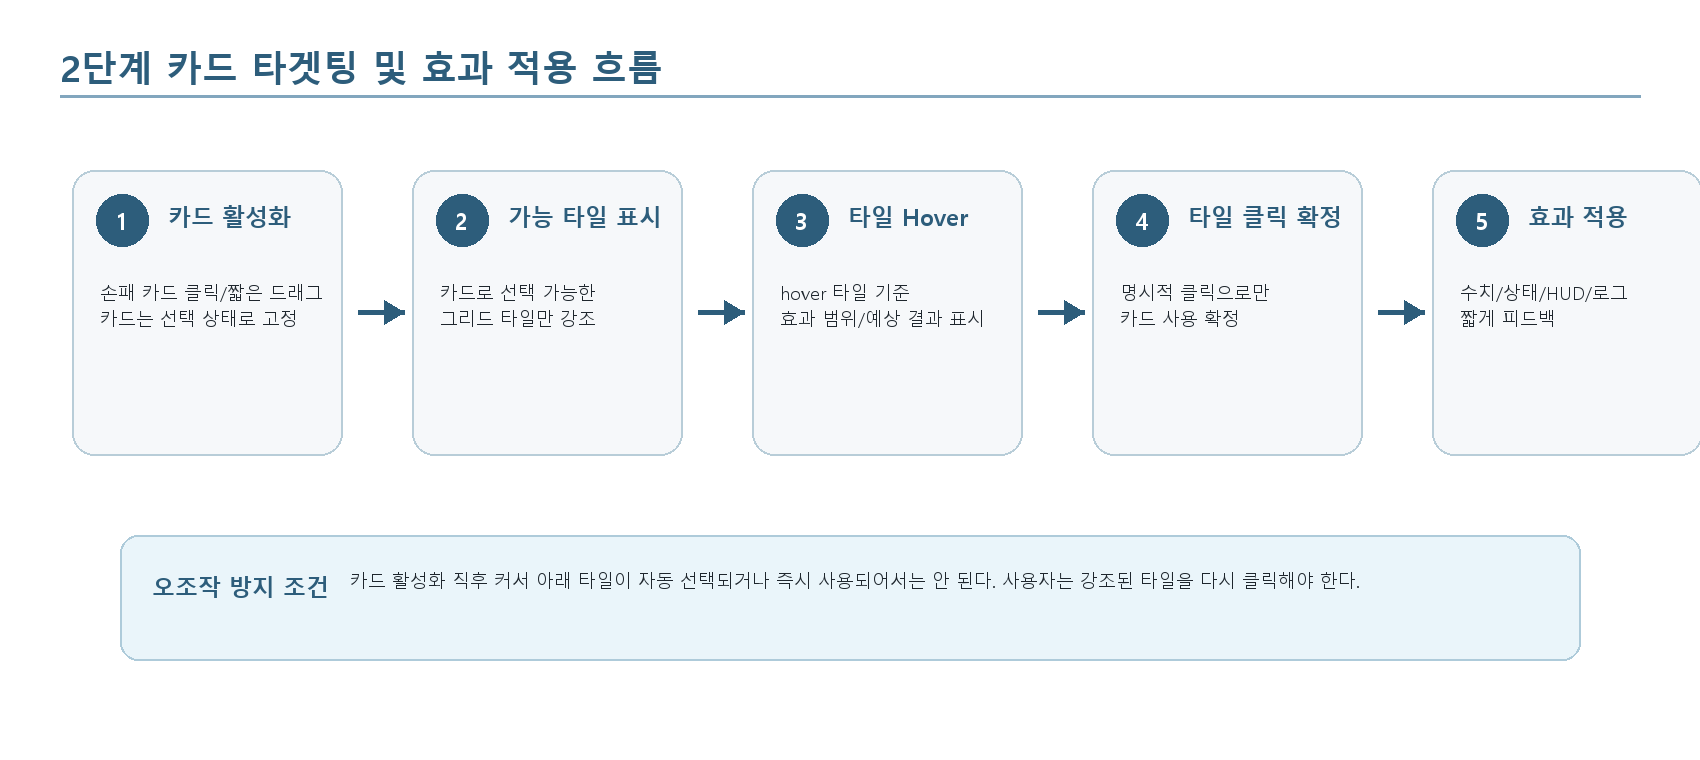 2단계 카드 타겟팅 및 효과 적용 흐름
1 카드 활성화
손패 카드 클릭/짧은 드래그
카드는 선택 상태로 고정
2 가능 타일 표시
카드로 선택 가능한
그리드 타일만 강조
3 타일 Hover
hover 타일 기준
효과 범위/예상 결과 표시
4 타일 클릭 확정
명시적 클릭으로만
카드 사용 확정
5 효과 적용
수치/상태/HUD/로그
짧게 피드백
오조작 방지 조건 카드 활성화 직후 커서 아래 타일이 자동 선택되거나 즉시 사용되어서는 안 된다. 사용자는 강조된 타일을 다시 클릭해야 한다.